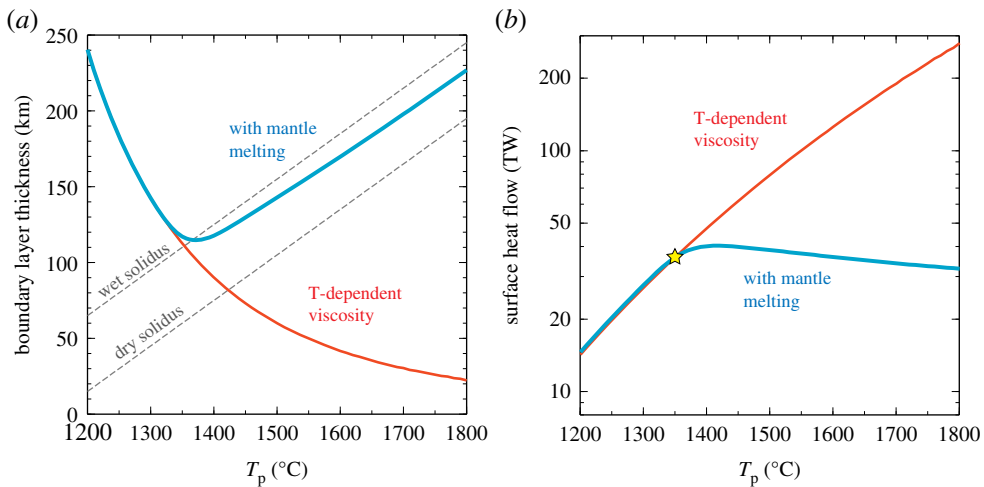 (a)
250
200
150
100
50
0
boundary layer thickness (km)
with mantle
melting
wet solidus
dry solidus
T-dependent
viscosity
1200 1300 1400 1500 1600 1700 1800
Tp (°C)
(b)
200
100
50
20
10
surface heat flow (TW)
T-dependent
viscosity
with mantle
melting
1200 1300 1400 1500 1600 1700 1800
Tp (°C)